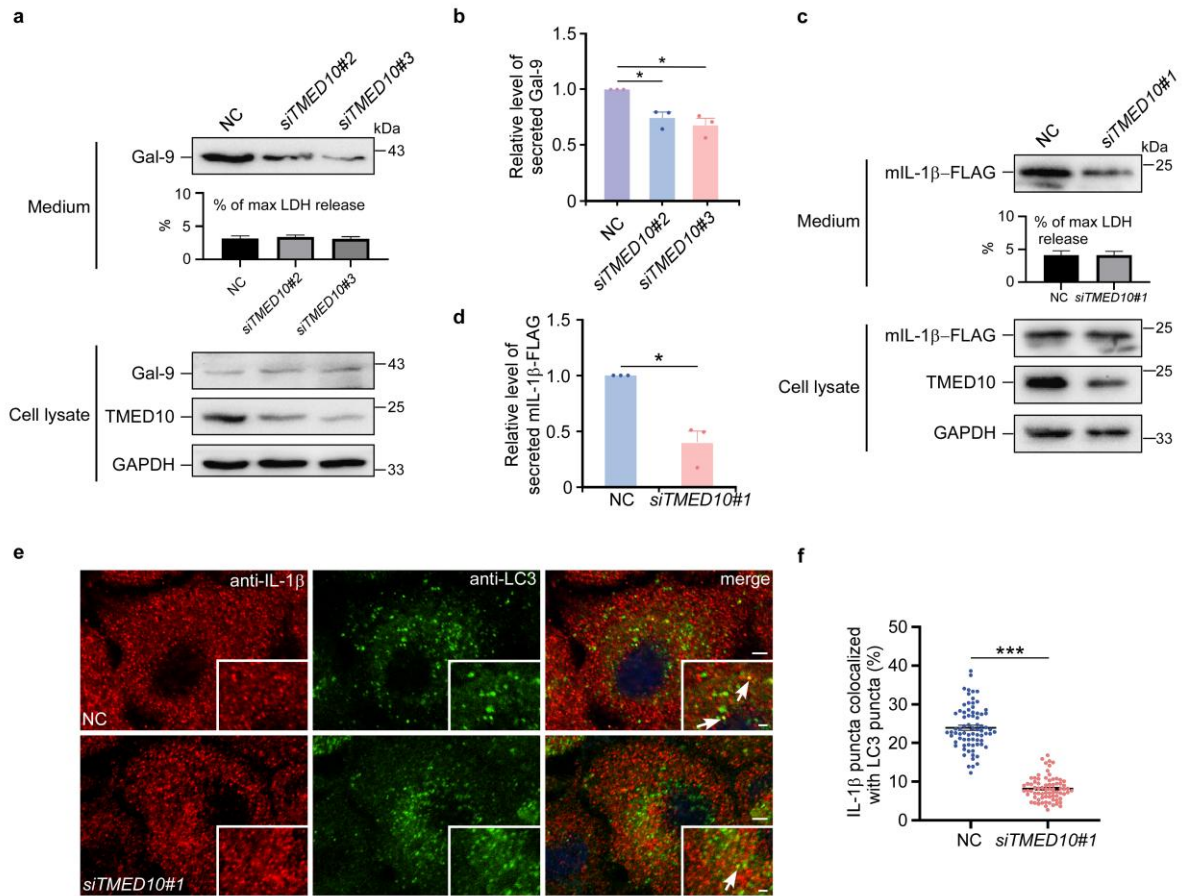 a
NC
siTMED10#2
siTMED10#3
kDa
Gal-9
43
Medium
% of max LDH release
%
10
5
0
NC
siTMED10#2
siTMED10#3
Cell lysate
Gal-9
43
TMED10
25
GAPDH
33
b
Relative level of
secreted Gal-9
1.5
1.0
0.5
0
*
*
NC
siTMED10#2
siTMED10#3
c
NC
siTMED10#1
kDa
mIL-1β–FLAG
25
Medium
% of max LDH
release
%
10
5
0
NC
siTMED10#1
mIL-1β–FLAG
25
Cell lysate
TMED10
25
GAPDH
33
d
Relative level of
secreted mIL-1β-FLAG
1.5
1.0
0.5
0
*
NC
siTMED10#1
e
anti-IL-1β
anti-LC3
merge
NC
siTMED10#1
f
IL-1β puncta colocalized
with LC3 puncta (%)
50
40
30
20
10
0
***
NC
siTMED10#1